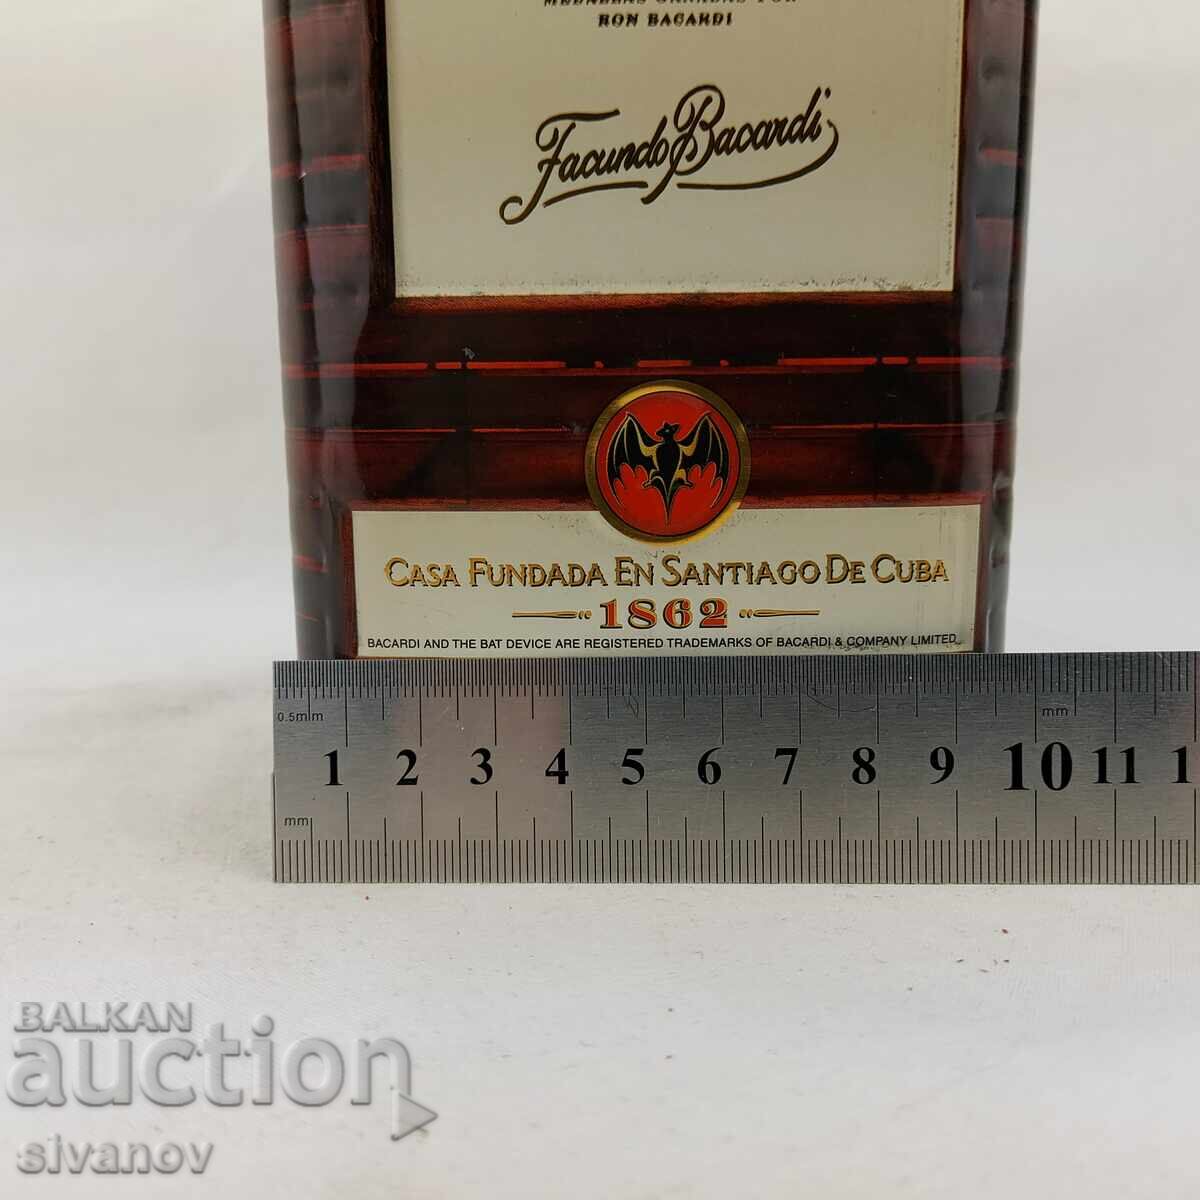 RON BACARDI
Facundo Bacardi
CASA FUNDADA EN SANTIAGO DE CUBA
1862
BACARDI AND THE BAT DEVICE ARE REGISTERED TRADEMARKS OF BACARDI & COMPANY LIMITED
0.5mm
mm
1 2 3 4 5 6 7 8 9 10 11 1
mm
BALKAN
auction
sivanov